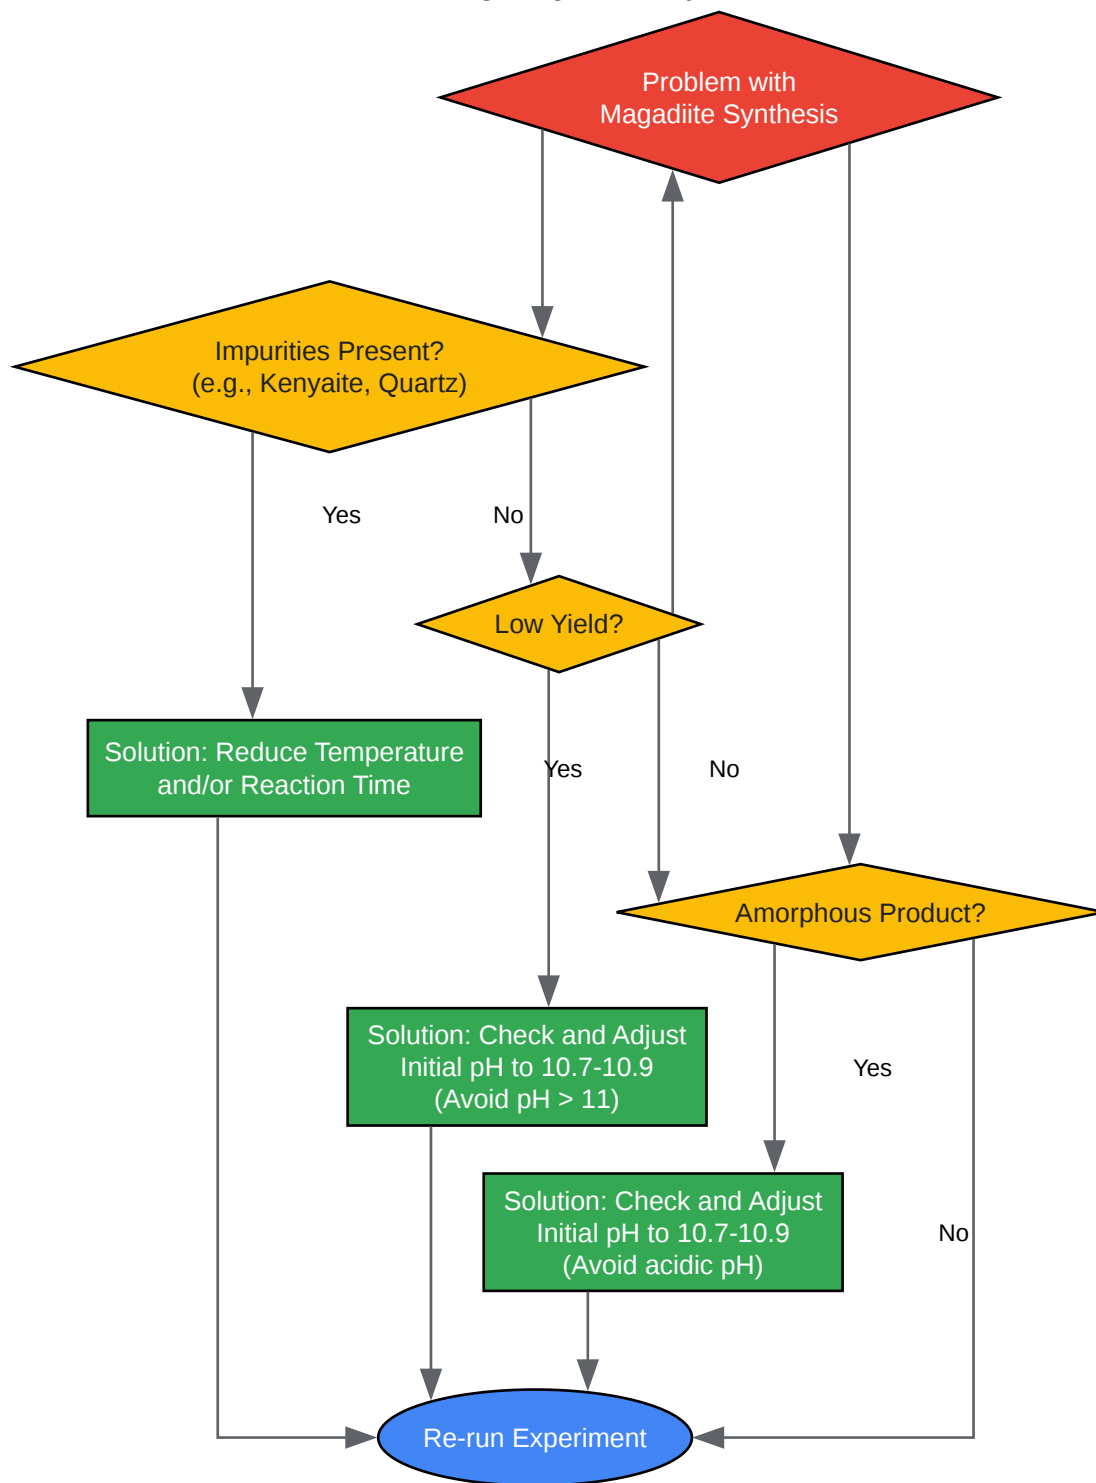 Problem with
Magadiite Synthesis
Impurities Present?
(e.g., Kenyaite, Quartz)
Yes
No
Low Yield?
Solution: Reduce Temperature
and/or Reaction Time
Yes
No
Amorphous Product?
Solution: Check and Adjust
Initial pH to 10.7-10.9
(Avoid pH > 11)
Yes
Solution: Check and Adjust
Initial pH to 10.7-10.9
(Avoid acidic pH)
No
Re-run Experiment